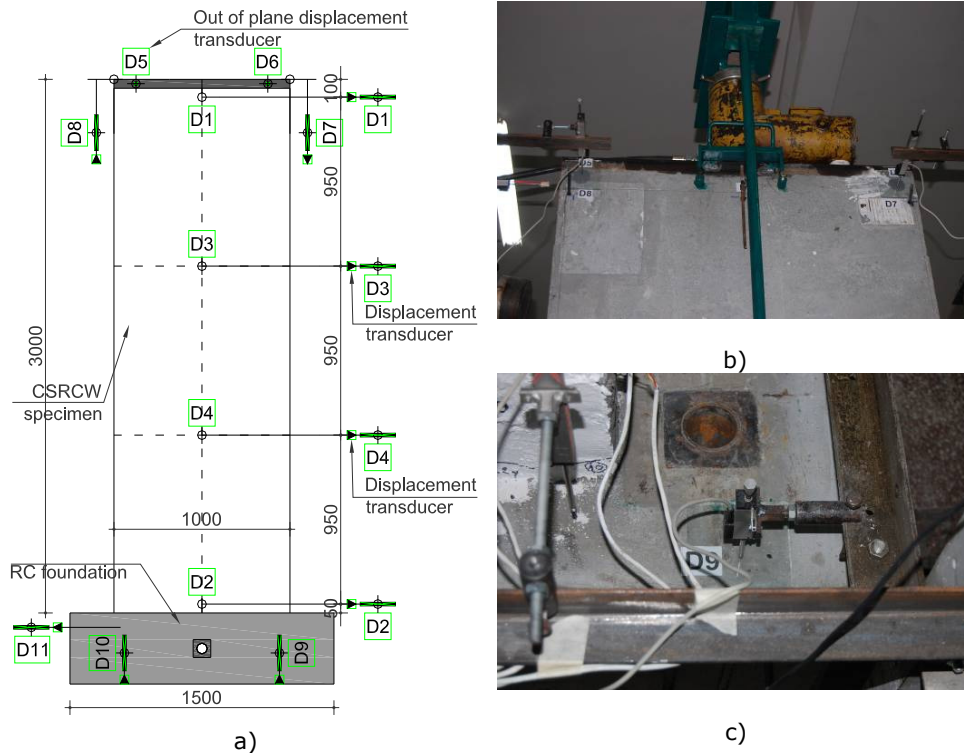 Out of plane displacement
transducer
D5
D6
D1
D1
D8
D7
100
950
D3
D3
Displacement
transducer
3000
950
CSRCW
specimen
D4
D4
Displacement
transducer
1000
950
RC foundation
D2
D2
50
D11
D10
D9
1500
a)
D8
D7
b)
D9
c)